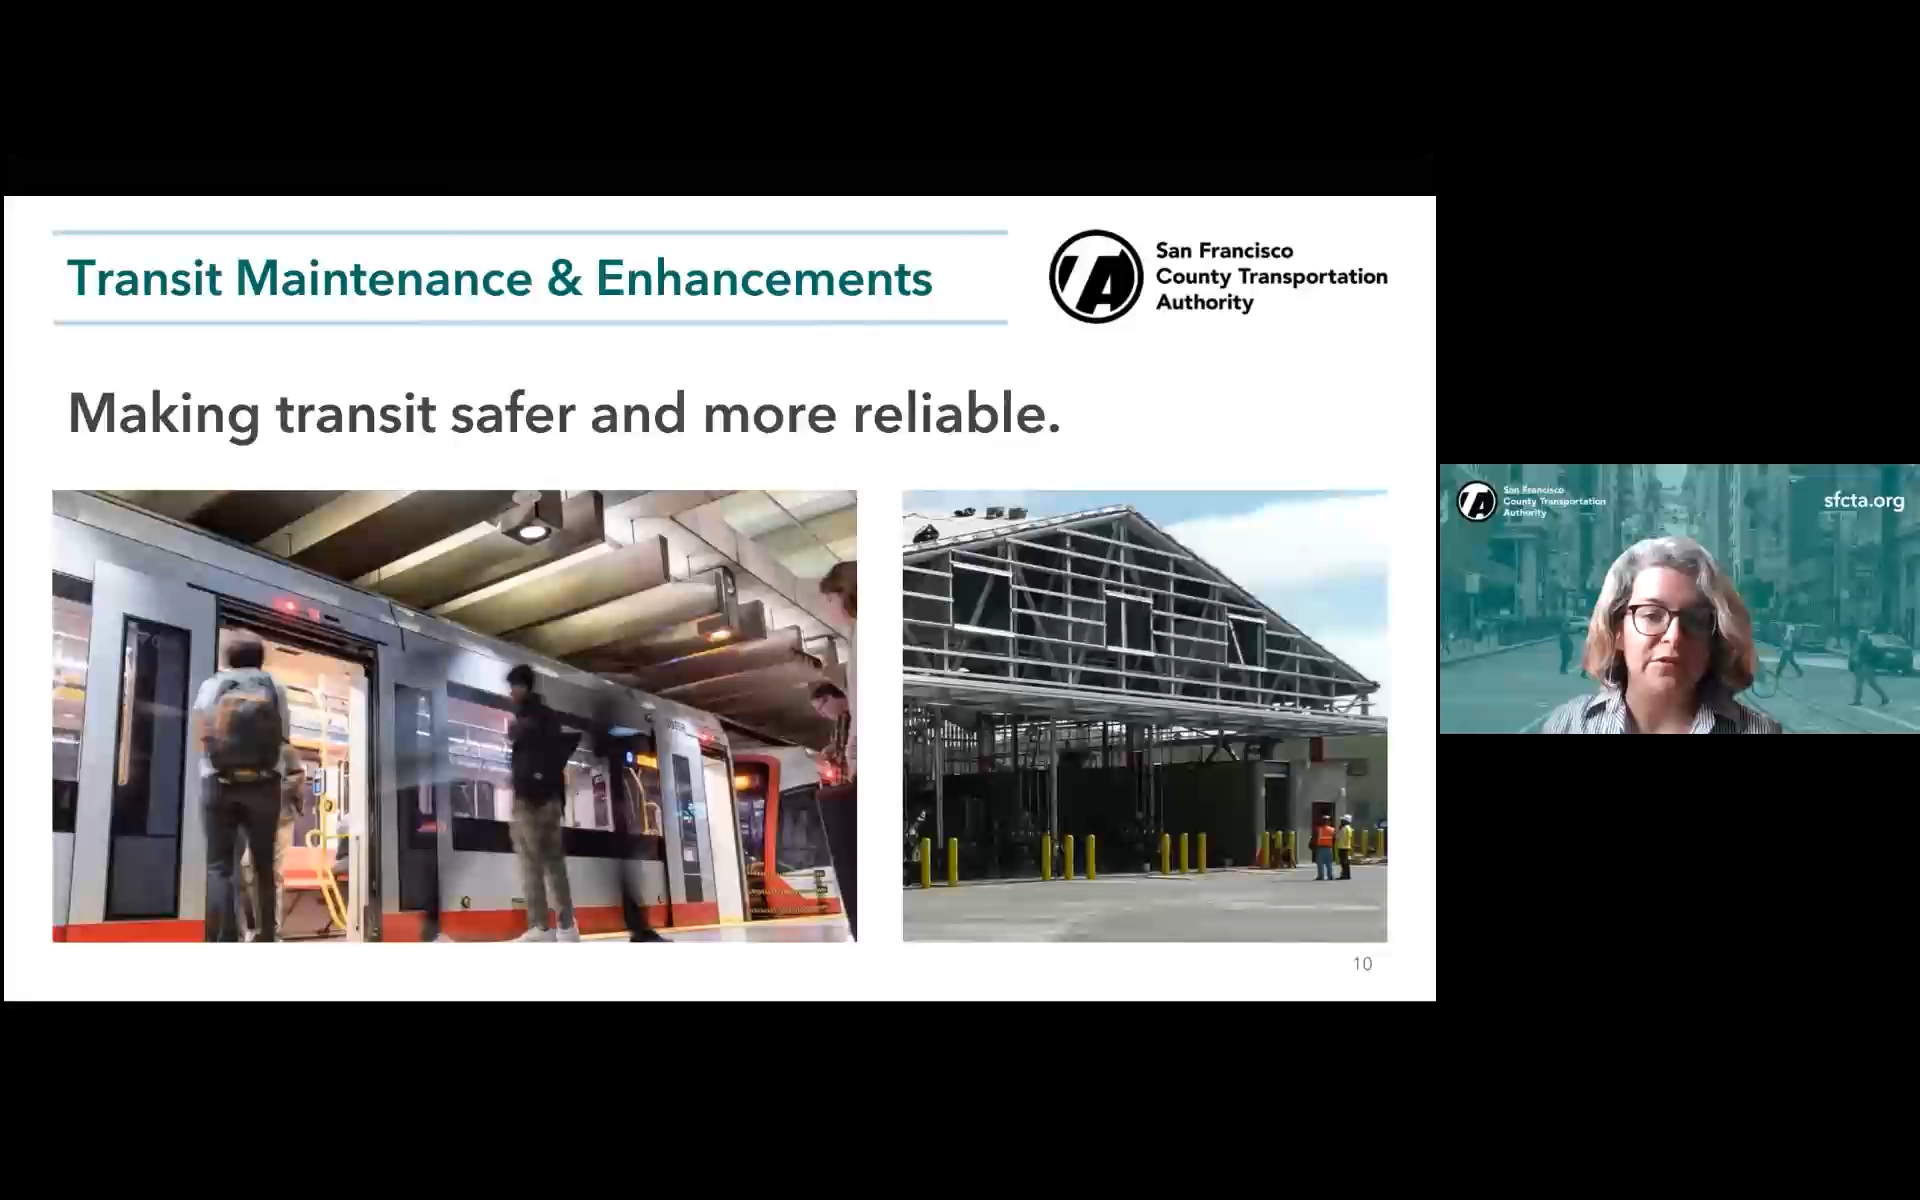 Transit Maintenance & Enhancements
San Francisco
County Transportation
Authority
Making transit safer and more reliable.
10
San Francisco
County Transportation
Authority
sfcta.org